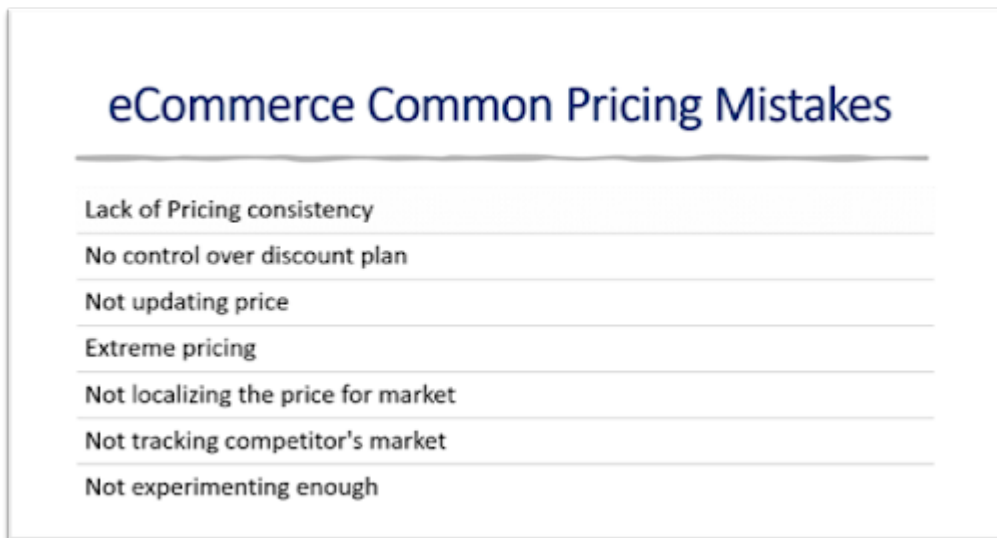 eCommerce Common Pricing Mistakes
Lack of Pricing consistency
No control over discount plan
Not updating price
Extreme pricing
Not localizing the price for market
Not tracking competitor's market
Not experimenting enough